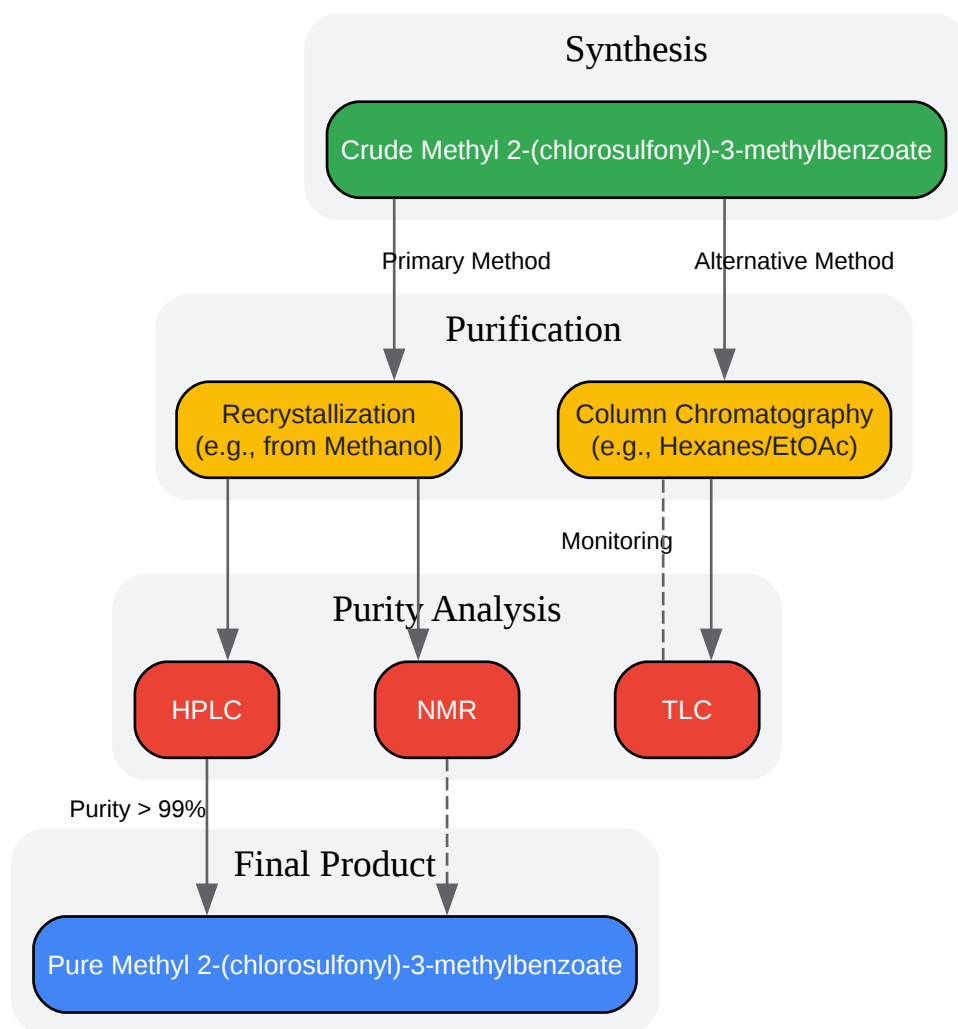 Synthesis
Crude Methyl 2-(chlorosulfonyl)-3-methylbenzoate
Primary Method
Alternative Method
Purification
Recrystallization
(e.g., from Methanol)
Column Chromatography
(e.g., Hexanes/EtOAc)
Monitoring
Purity Analysis
HPLC
NMR
TLC
Purity > 99%
Final Product
Pure Methyl 2-(chlorosulfonyl)-3-methylbenzoate